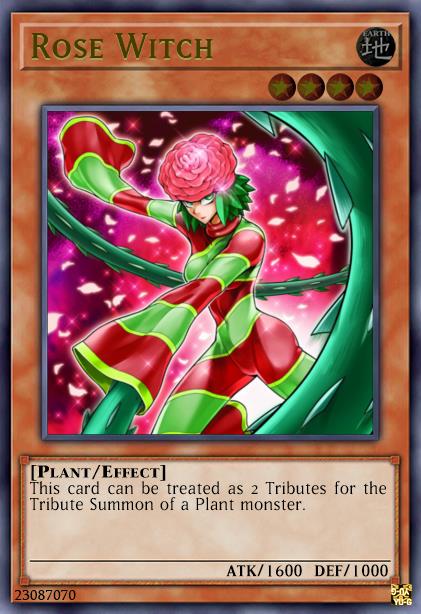 ROSE WITCH
EARTH
地
[PLANT/EFFECT]
This card can be treated as 2 Tributes for the
Tribute Summon of a Plant monster.
ATK/1600 DEF/1000
23087070